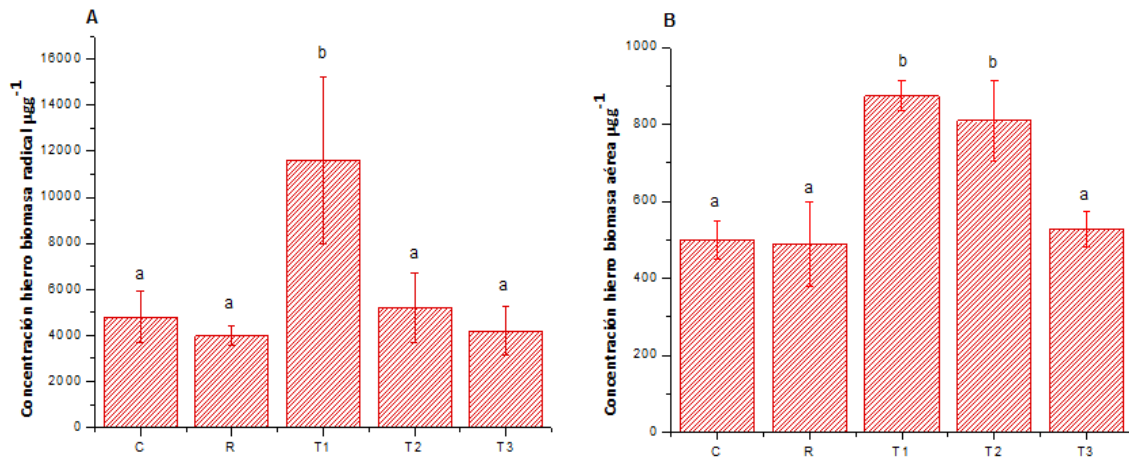 A
Concentración hierro biomasa radical µgg⁻¹
16000
14000
12000
10000
8000
6000
4000
2000
0
a
a
b
a
a
C
R
T1
T2
T3
B
Concentración hierro biomasa aérea µgg⁻¹
1000
800
600
400
200
0
a
a
b
b
a
C
R
T1
T2
T3